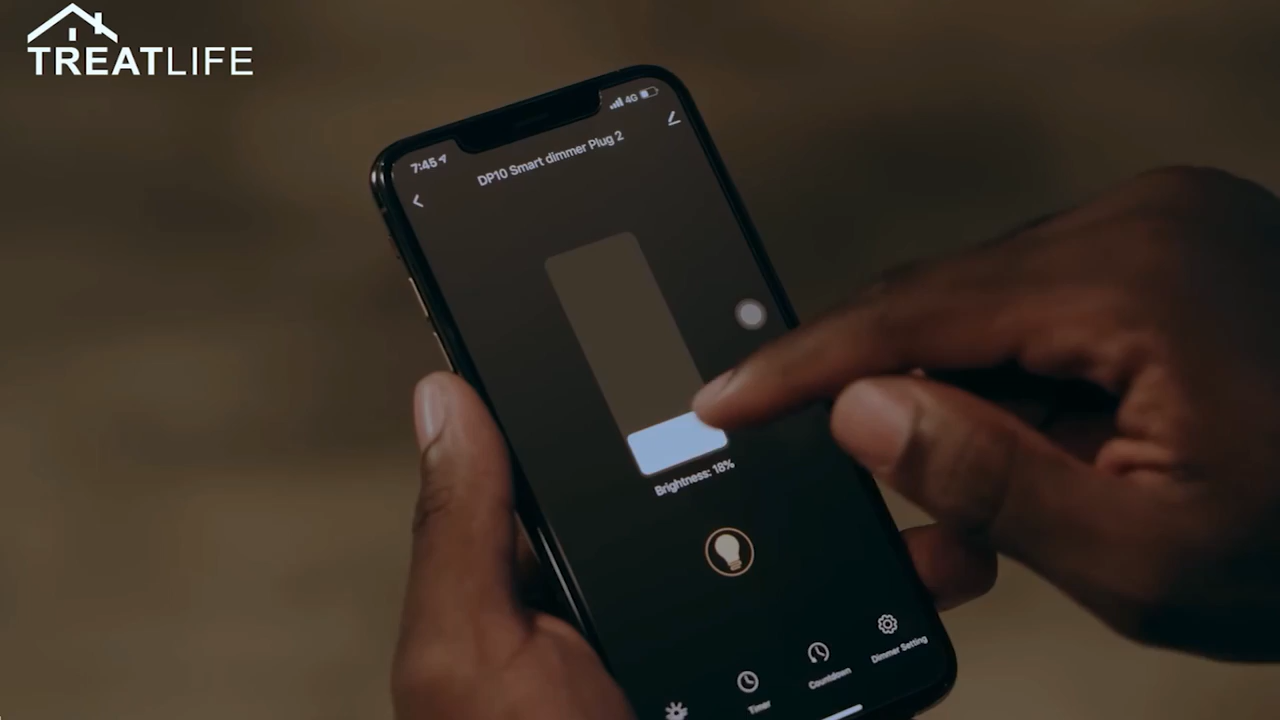 TREATLIFE
4G
7:45
DP10 Smart dimmer Plug 2
Brightness: 18%
Timer
Countdown
Dimmer Setting